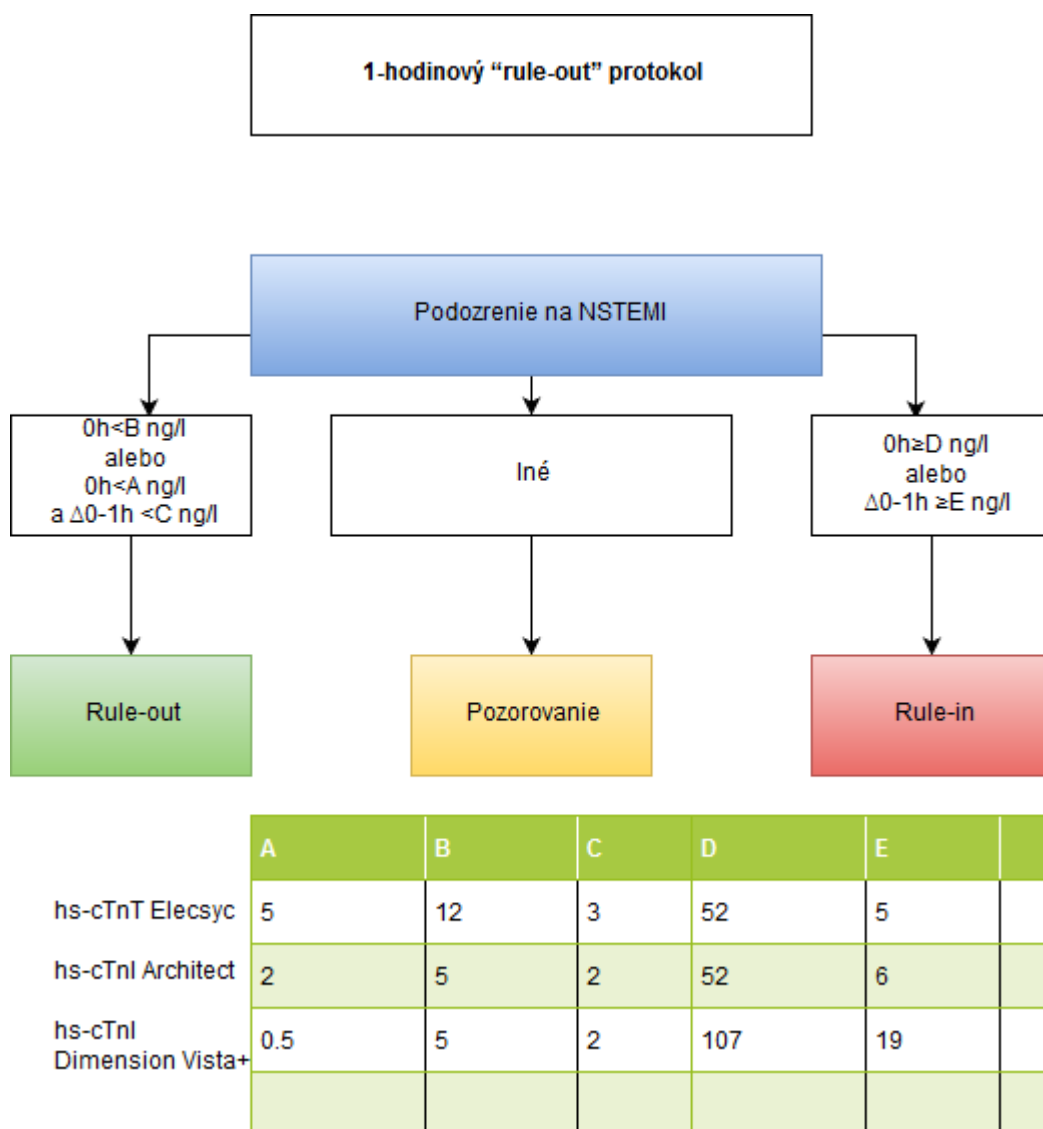 1-hodinový “rule-out” protokol
Podozrenie na NSTEMI
0h<B ng/l
alebo
0h<A ng/l
a Δ0-1h <C ng/l
Iné
0h≥D ng/l
alebo
Δ0-1h ≥E ng/l
Rule-out
Pozorovanie
Rule-in
A B C D E
hs-cTnT Elecsyc 5 12 3 52 5
hs-cTnI Architect 2 5 2 52 6
hs-cTnI
Dimension Vista+ 0.5 5 2 107 19